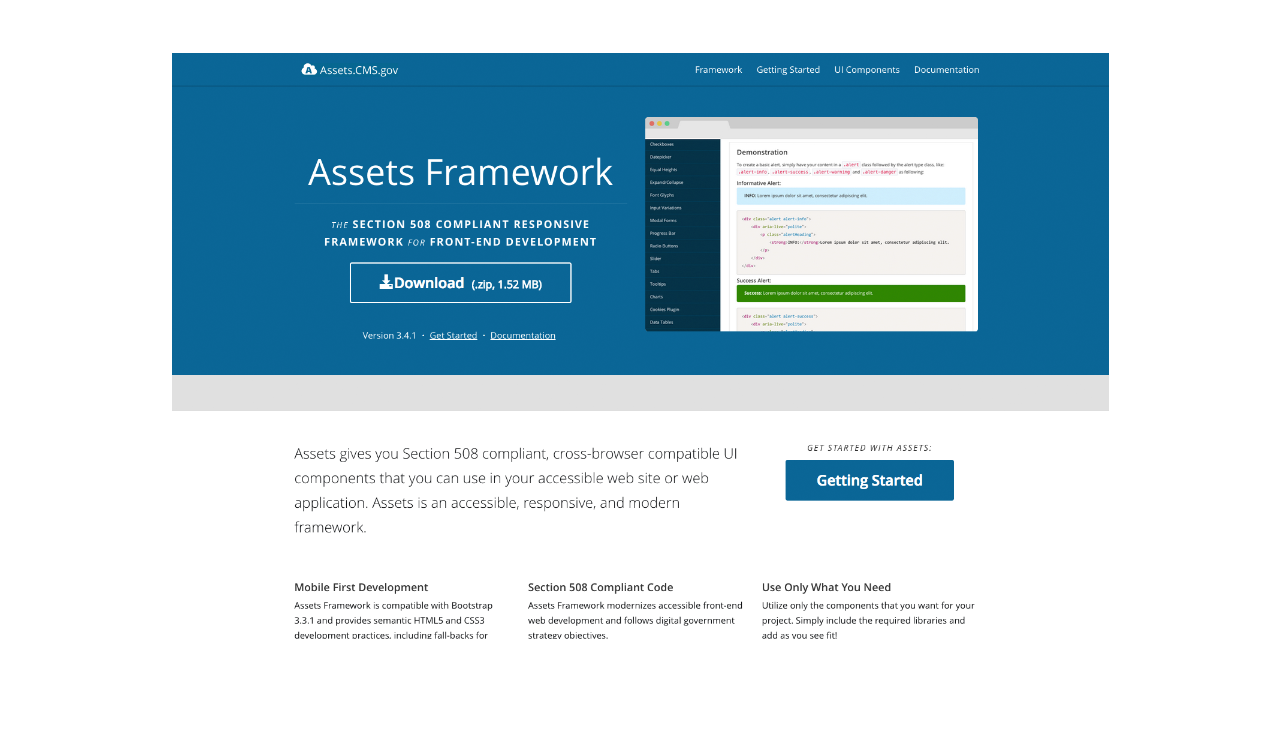 Assets.CMS.gov
Framework Getting Started UI Components Documentation
Assets Framework
THE SECTION 508 COMPLIANT RESPONSIVE
FRAMEWORK FOR FRONT-END DEVELOPMENT
Download (.zip, 1.52 MB)
Version 3.4.1 · Get Started · Documentation
Checkboxes
Datepicker
Equal Heights
Expand/Collapse
Font Glyphs
Input Variations
Modal Forms
Progress Bar
Radio Buttons
Slider
Tabs
Tooltips
Charts
Cookies Plugin
Data Tables
Demonstration
To create a basic alert, simply have your content in a .alert class followed by the alert type class, like:
.alert-info, .alert-success, .alert-warning and .alert-danger as following:
Informative Alert:
INFO: Lorem ipsum dolor sit amet, consectetur adipiscing elit.
<div class="alert alert-info">
<div aria-live="polite">
<p class="alertHeading">
<strong>INFO:</strong>Lorem ipsum dolor sit amet, consectetur adipiscing elit.
</p>
</div>
</div>
Success Alert:
Success: Lorem ipsum dolor sit amet, consectetur adipiscing elit.
<div class="alert alert-success">
<div aria-live="polite">
Assets gives you Section 508 compliant, cross-browser compatible UI
components that you can use in your accessible web site or web
application. Assets is an accessible, responsive, and modern
framework.
GET STARTED WITH ASSETS:
Getting Started
Mobile First Development
Assets Framework is compatible with Bootstrap
3.3.1 and provides semantic HTML5 and CSS3
development practices, including fall-backs for
Section 508 Compliant Code
Assets Framework modernizes accessible front-end
web development and follows digital government
strategy objectives.
Use Only What You Need
Utilize only the components that you want for your
project. Simply include the required libraries and
add as you see fit!